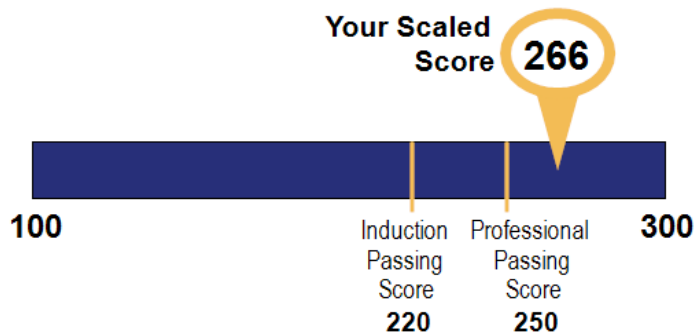 Your Scaled
Score
266
100
300
Induction
Passing
Score
220
Professional
Passing
Score
250